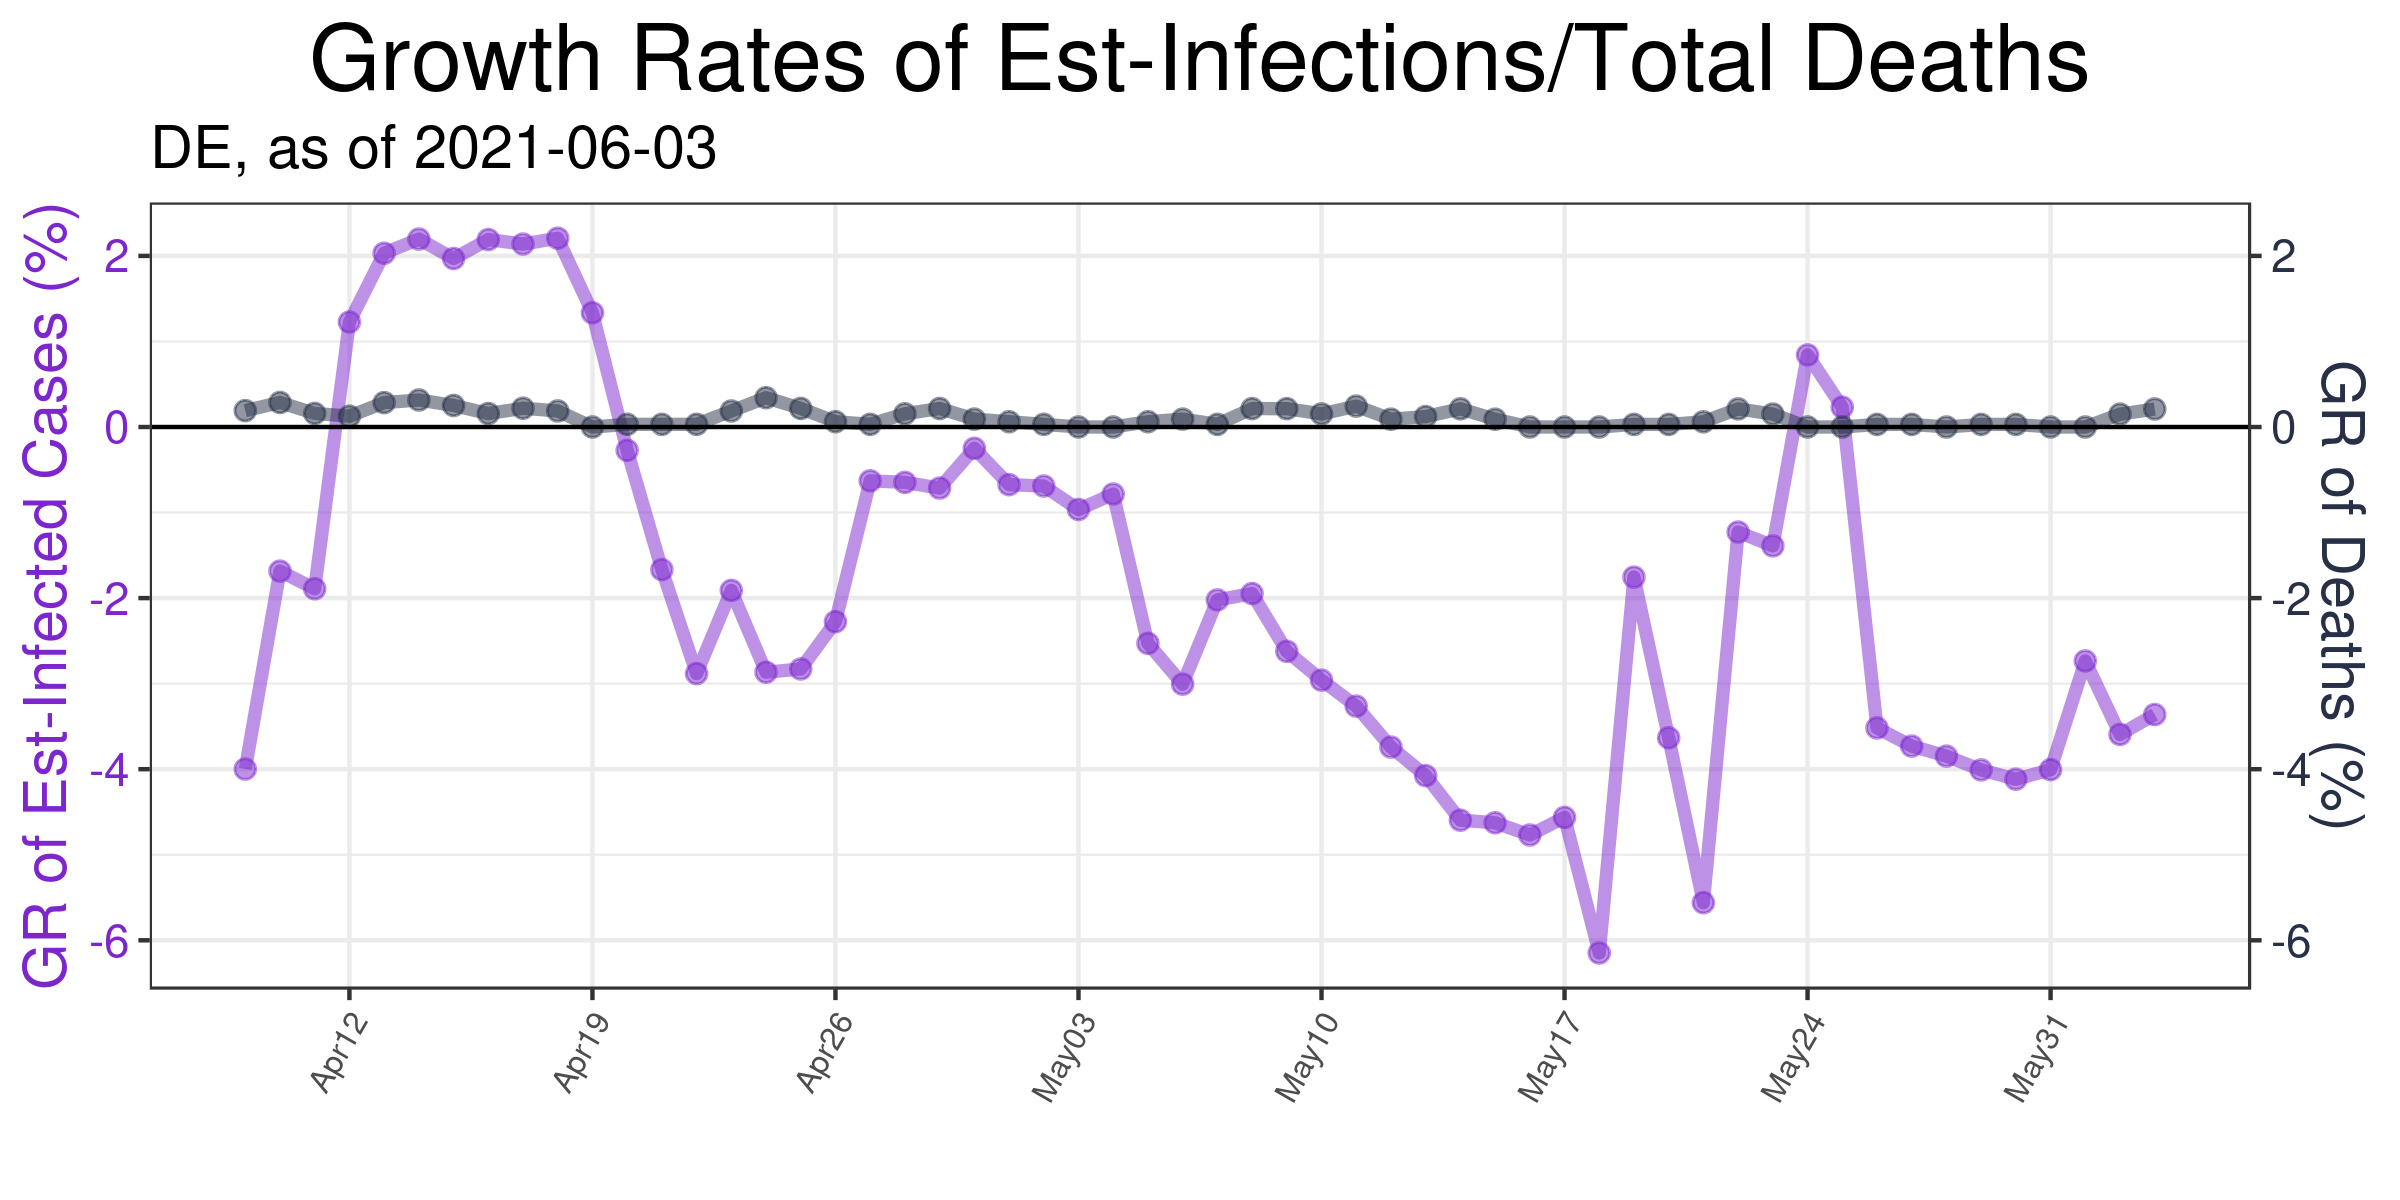 Growth Rates of Est-Infections/Total Deaths
DE, as of 2021-06-03
GR of Est-Infected Cases (%)
2
0
-2
-4
-6
2
0
-2
-4
-6
GR of Deaths (%)
Apr12
Apr19
Apr26
May03
May10
May17
May24
May31